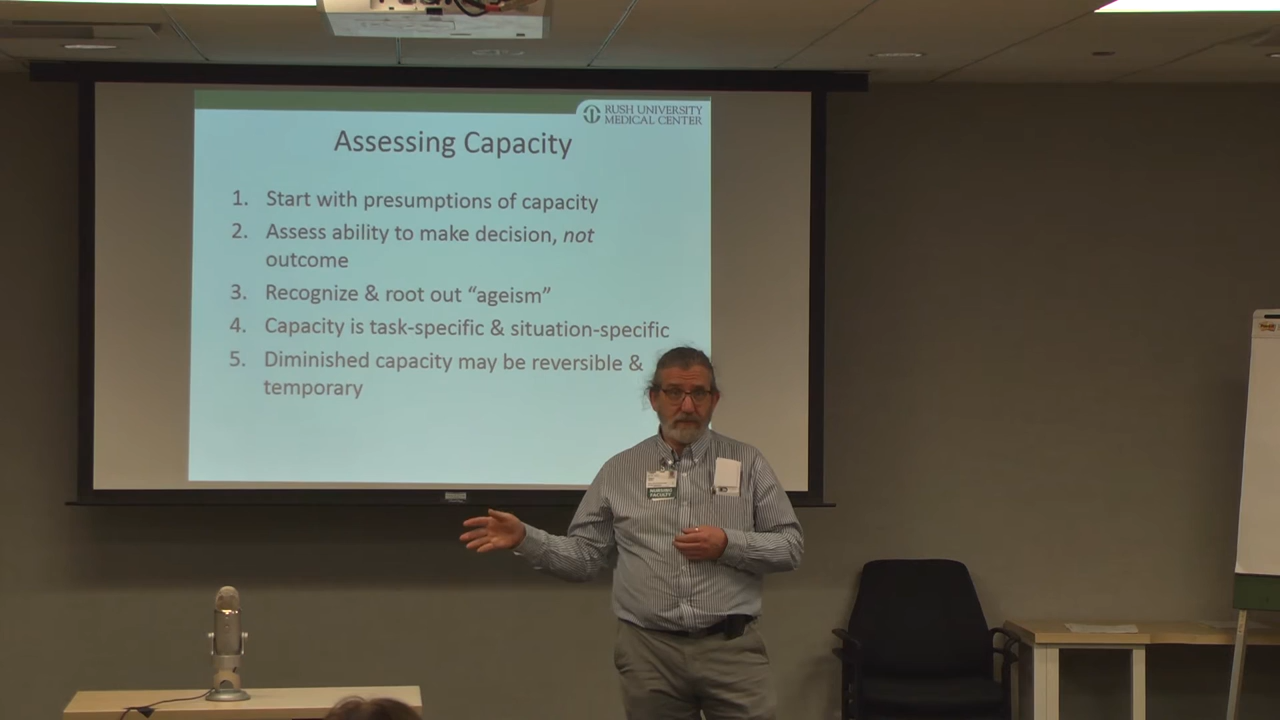 RUSH UNIVERSITY
MEDICAL CENTER
Assessing Capacity
1. Start with presumptions of capacity
2. Assess ability to make decision, not
outcome
3. Recognize & root out “ageism”
4. Capacity is task-specific & situation-specific
5. Diminished capacity may be reversible &
temporary
NURSING
FACULTY